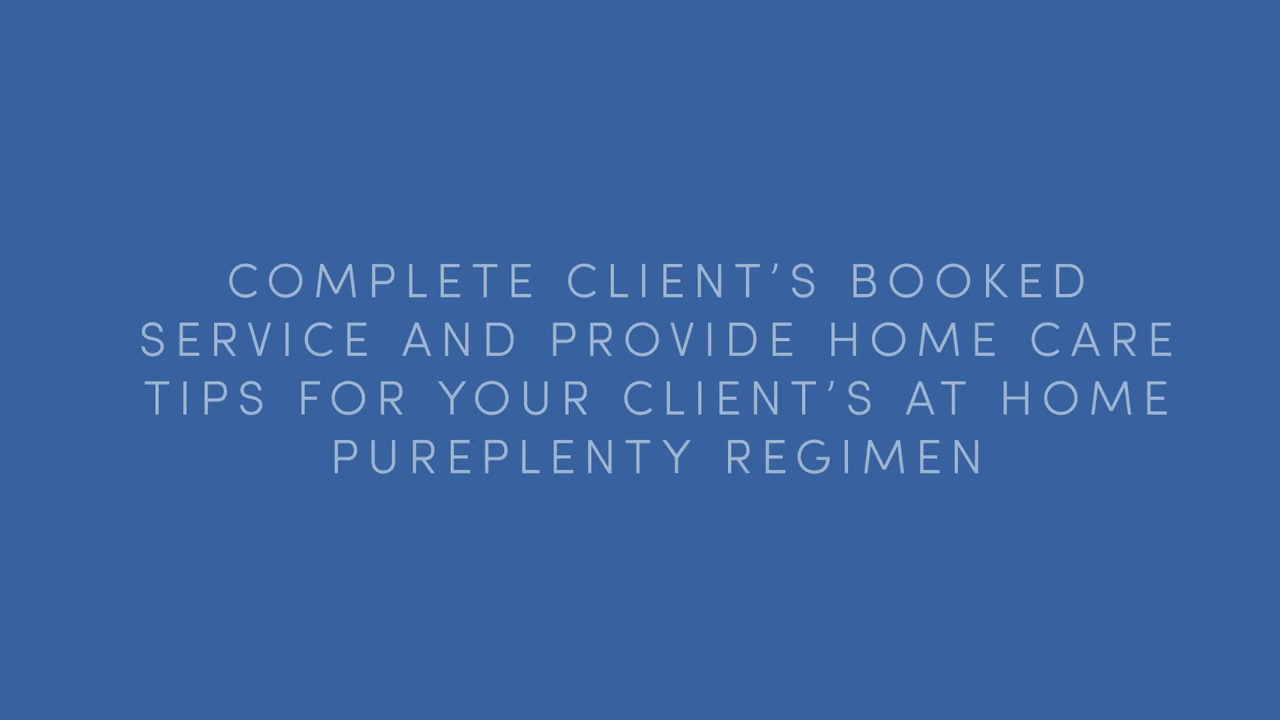 COMPLETE CLIENT’S BOOKED
SERVICE AND PROVIDE HOME CARE
TIPS FOR YOUR CLIENT’S AT HOME
PUREPLENTY REGIMEN